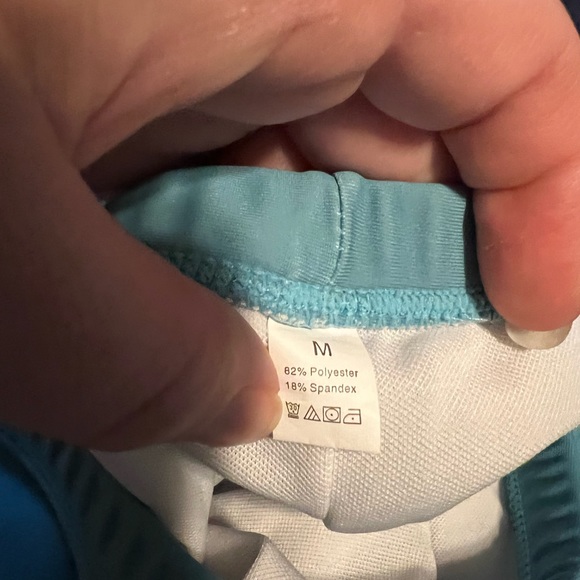 M
82% Polyester
18% Spandex